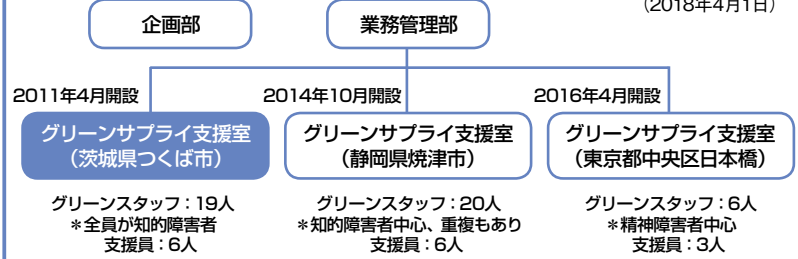 （2018年4月1日）
企画部
業務管理部
2011年4月開設
2014年10月開設
2016年4月開設
グリーンサプライ支援室
（茨城県つくば市）
グリーンサプライ支援室
（静岡県焼津市）
グリーンサプライ支援室
（東京都中央区日本橋）
グリーンスタッフ：19人
＊全員が知的障害者
支援員：6人
グリーンスタッフ：20人
＊知的障害者中心、重複もあり
支援員：6人
グリーンスタッフ：6人
＊精神障害者中心
支援員：3人